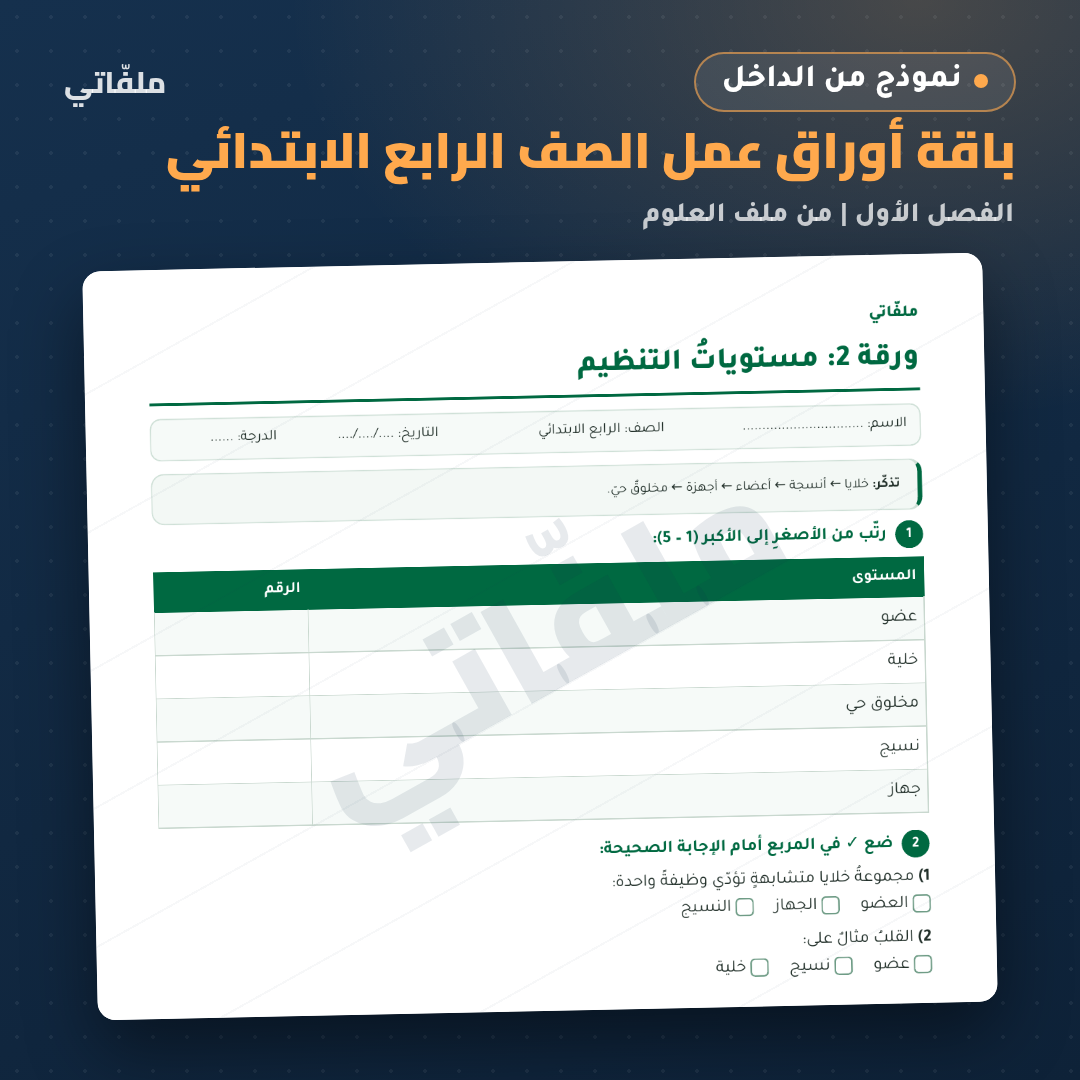 نموذج من الداخل
ملفّاتي
باقة أوراق عمل الصف الرابع الابتدائي
الفصل الأول | من ملف العلوم
ملفّاتي
ورقة 2: مستوياتُ التنظيم
الاسم: ............................... الصف: الرابع الابتدائي التاريخ: ..../..../.... الدرجة: ......
تذكّر: خلايا ← أنسجة ← أعضاء ← أجهزة ← مخلوقٌ حيّ.
1 رتّب من الأصغرِ إلى الأكبر (1 - 5):
المستوى الرقم
عضو
خلية
مخلوق حي
نسيج
جهاز
ملفّاتي
2 ضع ✓ في المربع أمام الإجابة الصحيحة:
1) مجموعةُ خلايا متشابهةٍ تؤدّي وظيفةً واحدة:
☐ العضو ☐ الجهاز ☐ النسيج
2) القلبُ مثالٌ على:
☐ عضو ☐ نسيج ☐ خلية